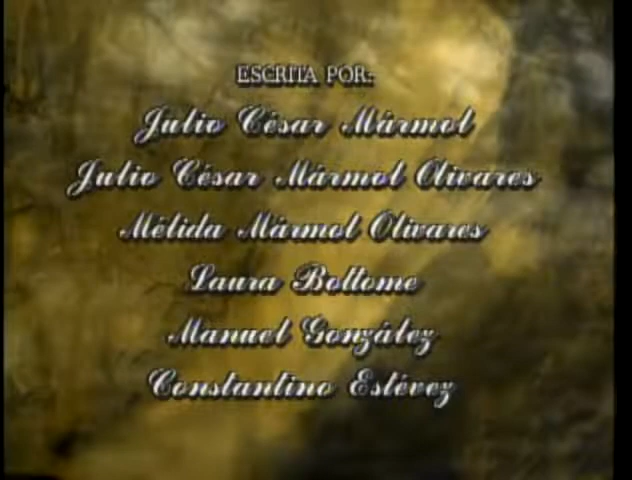 ESCRITA POR:
Julio César Mármol
Julio César Mármol Olivares
Mélida Mármol Olivares
Laura Bottome
Manuel González
Constantino Estévez